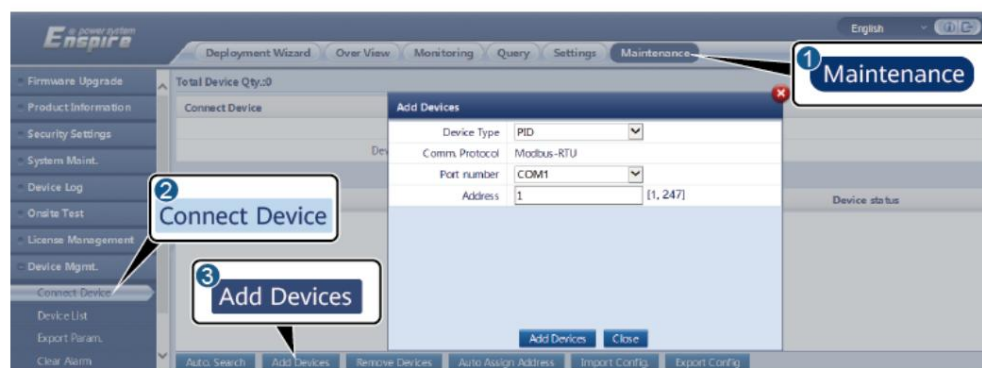 e power system
Enspire
English
Deployment Wizard Over View Monitoring Query Settings Maintenance
1 Maintenance
Firmware Upgrade
Product Information
Security Settings
System Maint.
Device Log
Onsite Test
License Management
Device Mgmt.
Connect Device
Device List
Export Param.
Clear Alarm
Total Device Qty.:0
Connect Device
Dev
Device status
2 Connect Device
3 Add Devices
Add Devices
Device Type PID
Comm. Protocol Modbus-RTU
Port number COM1
Address 1 [1, 247]
Add Devices Close
Auto. Search Add Devices Remove Devices Auto Assign Address Import Config. Export Config